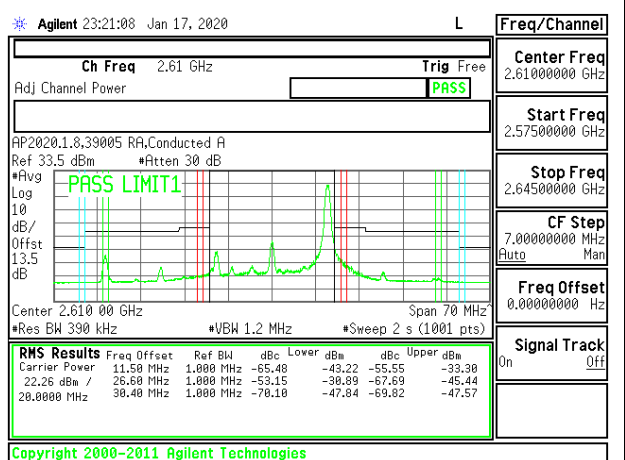 Agilent 23:21:08 Jan 17, 2020 L
Freq/Channel
Ch Freq 2.61 GHz Trig Free
Adj Channel Power PASS
Center Freq
2.61000000 GHz
Start Freq
2.57500000 GHz
Stop Freq
2.64500000 GHz
CF Step
7.00000000 MHz
Auto Man
Freq Offset
0.00000000 Hz
Signal Track
On Off
AP2020.1.8,39005 RA,Conducted A
Ref 33.5 dBm #Atten 30 dB
#Avg
Log
10
dB/
Offst
13.5
dB
PASS LIMIT1
Center 2.610 00 GHz Span 70 MHz
#Res BW 390 kHz #VBW 1.2 MHz #Sweep 2 s (1001 pts)
RMS Results Freq Offset Ref BW dBc Lower dBm dBc Upper dBm
Carrier Power 11.50 MHz 1.000 MHz -65.48 -43.22 -55.55 -33.30
22.26 dBm / 26.60 MHz 1.000 MHz -53.15 -30.89 -67.69 -45.44
20.0000 MHz 30.40 MHz 1.000 MHz -70.10 -47.84 -69.82 -47.57
Copyright 2000-2011 Agilent Technologies